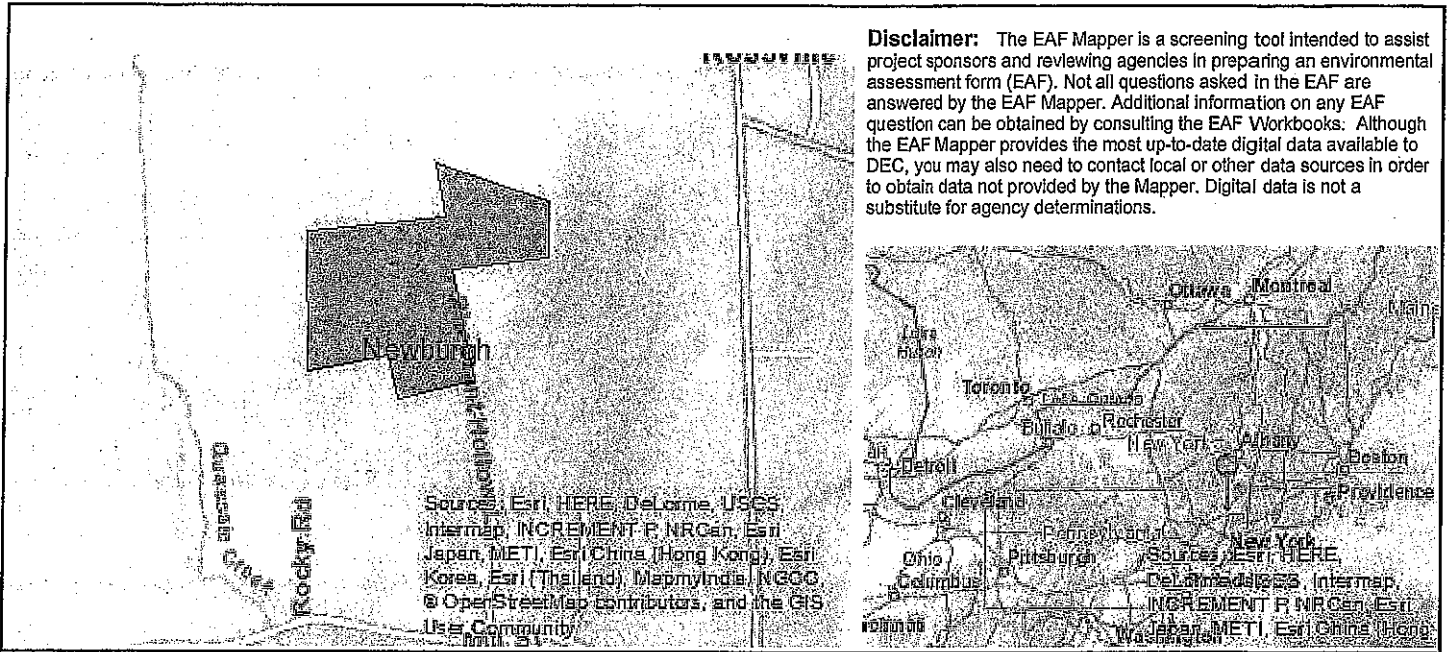 Disclaimer: The EAF Mapper is a screening tool intended to assist
project sponsors and reviewing agencies in preparing an environmental
assessment form (EAF). Not all questions asked in the EAF are
answered by the EAF Mapper. Additional information on any EAF
question can be obtained by consulting the EAF Workbooks. Although
the EAF Mapper provides the most up-to-date digital data available to
DEC, you may also need to contact local or other data sources in order
to obtain data not provided by the Mapper. Digital data is not a
substitute for agency determinations.
Newburgh
Rocky Rd
Sources: Esri, HERE, DeLorme, USGS,
Intermap, INCREMENT P, NRCan, Esri
Japan, METI, Esri China (Hong Kong), Esri
Korea, Esri (Thailand), MapmyIndia, NGCC,
© OpenStreetMap contributors, and the GIS
User Community
Ottawa
Montreal
Toronto
Rochester
Buffalo
New York
Albany
Boston
Detroit
Providence
Cleveland
Pennsylvania
New York
Ohio
Pittsburgh
Sources: Esri, HERE,
Columbus
DeLorme, USGS, Intermap,
INCREMENT P, NRCan, Esri
Japan, METI, Esri China (Hong
Washington